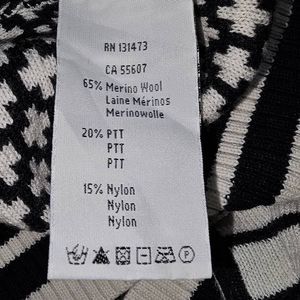 RN 131473
CA 55607
65% Merino Wool
Laine Mérinos
Merinowolle
20% PTT
PTT
PTT
15% Nylon
Nylon
Nylon
P